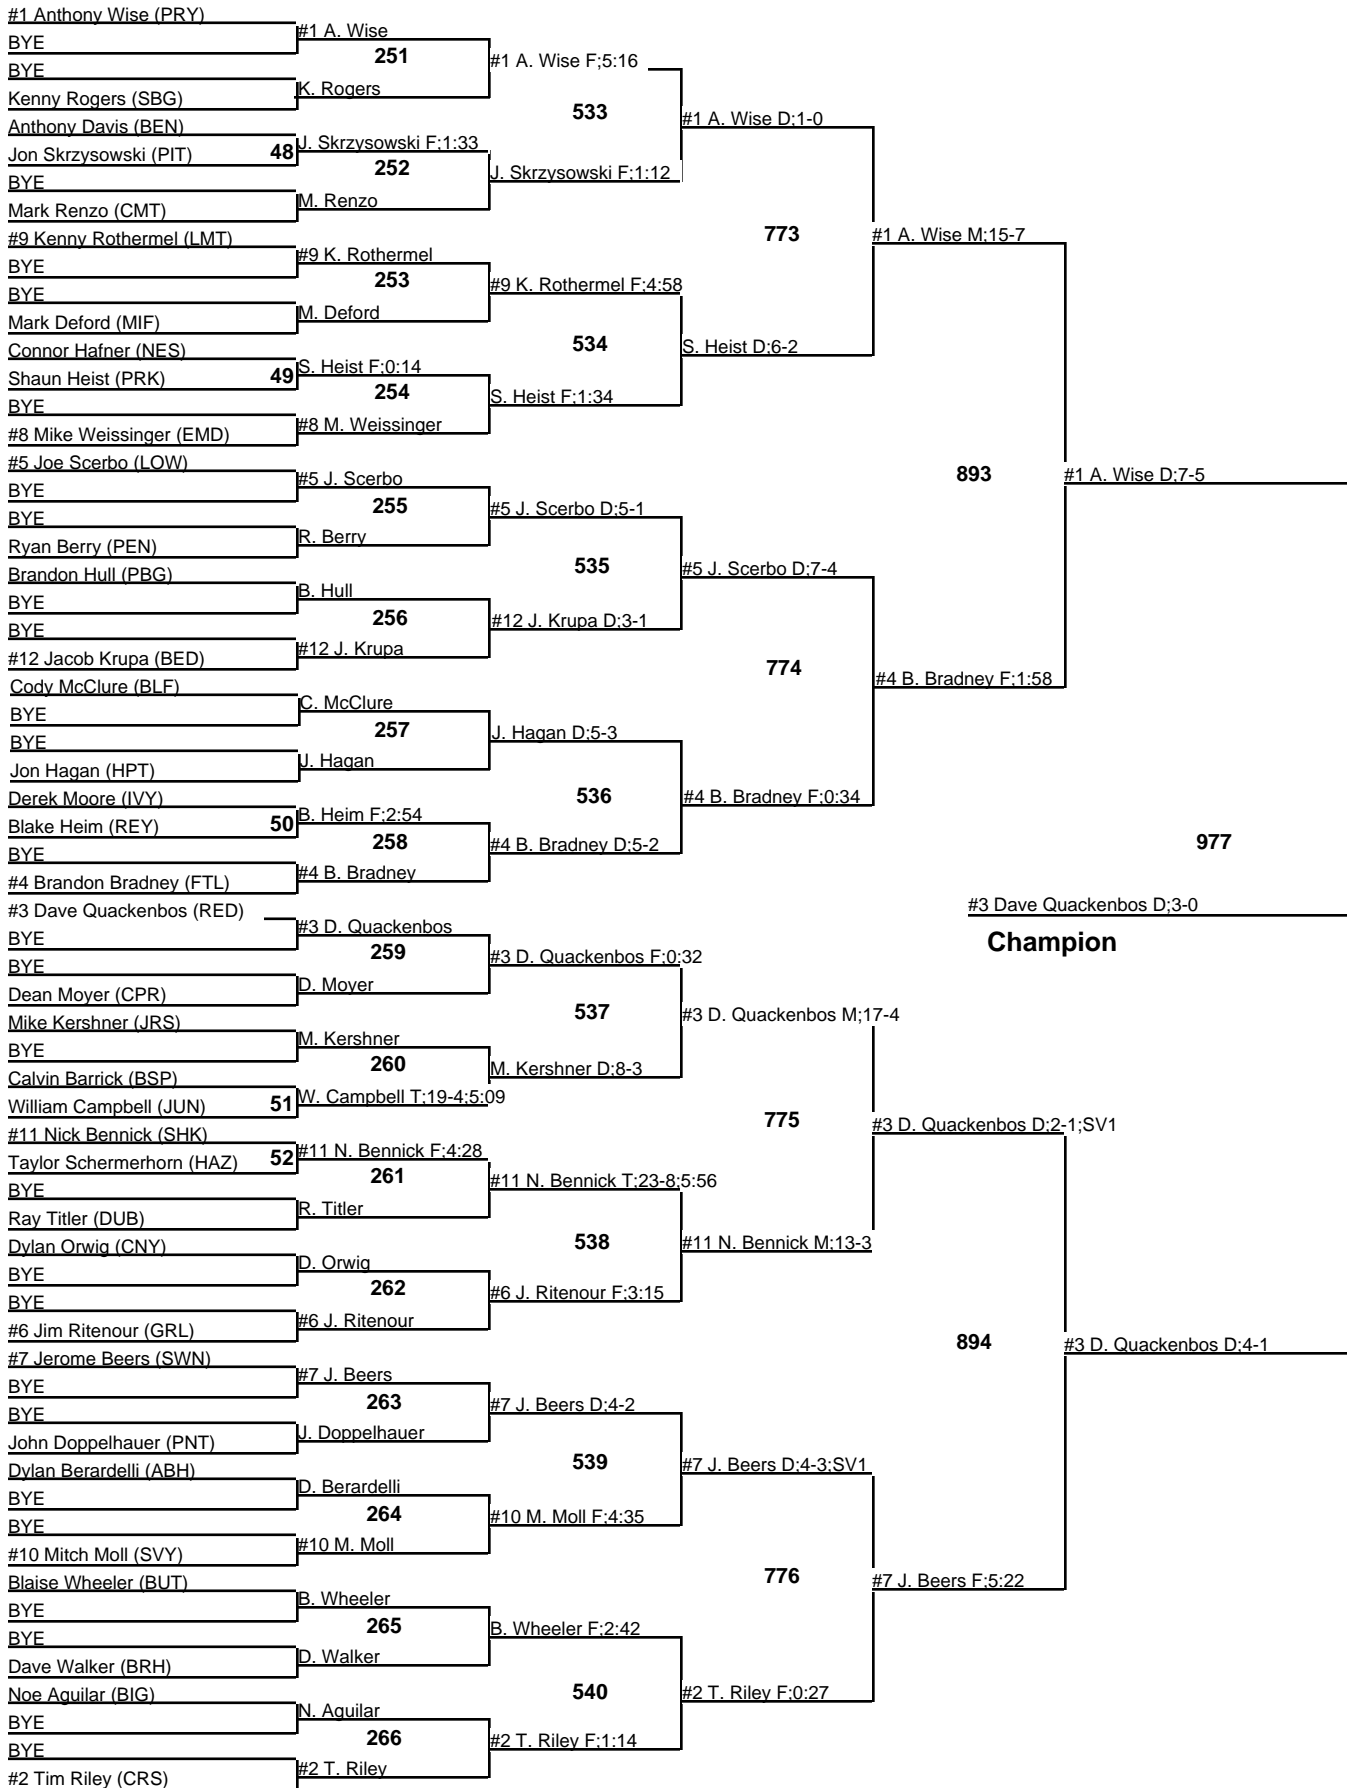 #1 Anthony Wise (PRY)
BYE
BYE
Kenny Rogers (SBG)
Anthony Davis (BEN)
Jon Skrzysowski (PIT)
48
BYE
Mark Renzo (CMT)
#9 Kenny Rothermel (LMT)
BYE
BYE
Mark Deford (MIF)
Connor Hafner (NES)
Shaun Heist (PRK)
49
BYE
#8 Mike Weissinger (EMD)
#5 Joe Scerbo (LOW)
BYE
BYE
Ryan Berry (PEN)
Brandon Hull (PBG)
BYE
BYE
#12 Jacob Krupa (BED)
Cody McClure (BLF)
BYE
BYE
Jon Hagan (HPT)
Derek Moore (IVY)
Blake Heim (REY)
50
BYE
#4 Brandon Bradney (FTL)
#3 Dave Quackenbos (RED)
BYE
BYE
Dean Moyer (CPR)
Mike Kershner (JRS)
BYE
Calvin Barrick (BSP)
William Campbell (JUN)
51
#11 Nick Bennick (SHK)
Taylor Schermerhorn (HAZ)
52
BYE
Ray Titler (DUB)
Dylan Orwig (CNY)
BYE
BYE
#6 Jim Ritenour (GRL)
#7 Jerome Beers (SWN)
BYE
BYE
John Doppelhauer (PNT)
Dylan Berardelli (ABH)
BYE
BYE
#10 Mitch Moll (SVY)
Blaise Wheeler (BUT)
BYE
BYE
Dave Walker (BRH)
Noe Aguilar (BIG)
BYE
BYE
#2 Tim Riley (CRS)
#1 A. Wise
251
K. Rogers
J. Skrzysowski F;1:33
252
M. Renzo
#9 K. Rothermel
253
M. Deford
S. Heist F;0:14
254
#8 M. Weissinger
#5 J. Scerbo
255
R. Berry
B. Hull
256
#12 J. Krupa
C. McClure
257
J. Hagan
B. Heim F;2:54
258
#4 B. Bradney
#3 D. Quackenbos
259
D. Moyer
M. Kershner
260
W. Campbell T;19-4;5:09
#11 N. Bennick F;4:28
261
R. Titler
D. Orwig
262
#6 J. Ritenour
#7 J. Beers
263
J. Doppelhauer
D. Berardelli
264
#10 M. Moll
B. Wheeler
265
D. Walker
N. Aguilar
266
#2 T. Riley
#1 A. Wise F;5:16
533
J. Skrzysowski F;1:12
#9 K. Rothermel F;4:58
534
S. Heist F;1:34
#5 J. Scerbo D;5-1
535
#12 J. Krupa D;3-1
J. Hagan D;5-3
536
#4 B. Bradney D;5-2
#3 D. Quackenbos F;0:32
537
M. Kershner D;8-3
#11 N. Bennick T;23-8;5:56
538
#6 J. Ritenour F;3:15
#7 J. Beers D;4-2
539
#10 M. Moll F;4:35
B. Wheeler F;2:42
540
#2 T. Riley F;1:14
#1 A. Wise D;1-0
773
S. Heist D;6-2
#5 J. Scerbo D;7-4
774
#4 B. Bradney F;0:34
#3 D. Quackenbos M;17-4
775
#11 N. Bennick M;13-3
#7 J. Beers D;4-3;SV1
776
#2 T. Riley F;0:27
#1 A. Wise M;15-7
893
#4 B. Bradney F;1:58
#3 D. Quackenbos D;2-1;SV1
894
#7 J. Beers F;5:22
#1 A. Wise D;7-5
977
#3 D. Quackenbos D;4-1
#3 Dave Quackenbos D;3-0
Champion